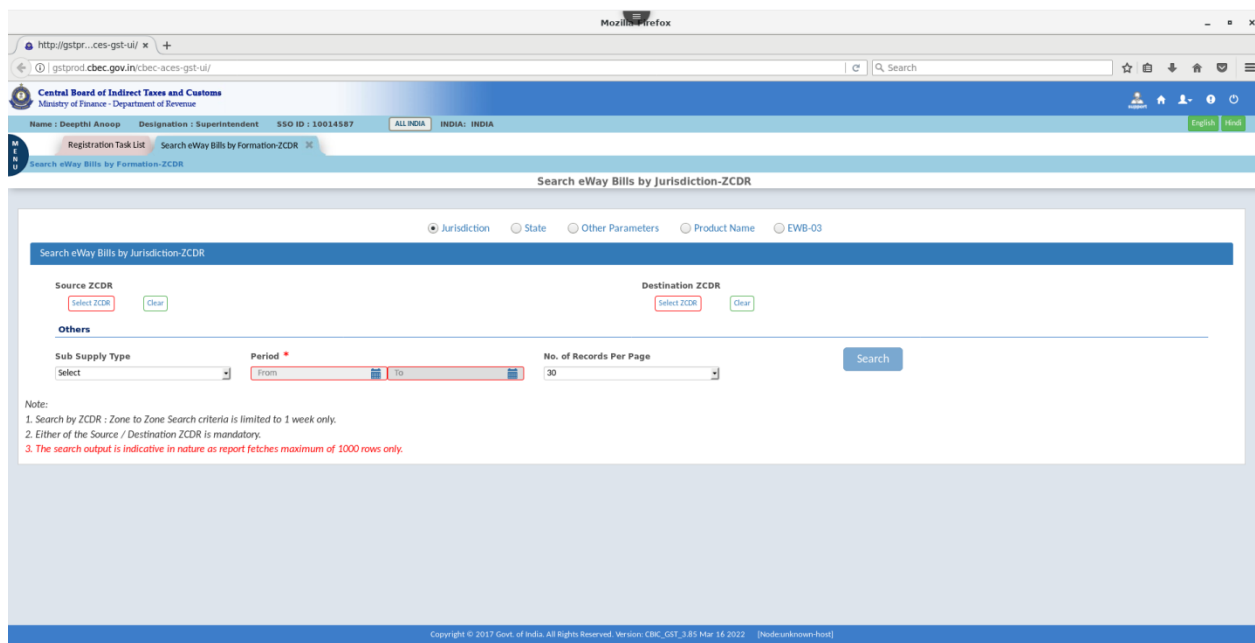 Mozilla Firefox
http://gstpr...ces-gst-ui/ × +
gstprod.cbec.gov.in/cbec-aces-gst-ui/ Search
Central Board of Indirect Taxes and Customs
Ministry of Finance - Department of Revenue
support
Name : Deepthi Anoop Designation : Superintendent SSO ID : 10014587 ALL INDIA INDIA: INDIA English Hindi
MENU
Registration Task List Search eWay Bills by Formation-ZCDR
Search eWay Bills by Formation-ZCDR
Search eWay Bills by Jurisdiction-ZCDR
Jurisdiction State Other Parameters Product Name EWB-03
Search eWay Bills by Jurisdiction-ZCDR
Source ZCDR Destination ZCDR
Select ZCDR Clear Select ZCDR Clear
Others
Sub Supply Type Period * No. of Records Per Page Search
Select From To 30
Note:
1. Search by ZCDR : Zone to Zone Search criteria is limited to 1 week only.
2. Either of the Source / Destination ZCDR is mandatory.
3. The search output is indicative in nature as report fetches maximum of 1000 rows only.
Copyright © 2017 Govt. of India. All Rights Reserved. Version: CBIC_GST_3.85 Mar 16 2022 [Node:unknown-host]